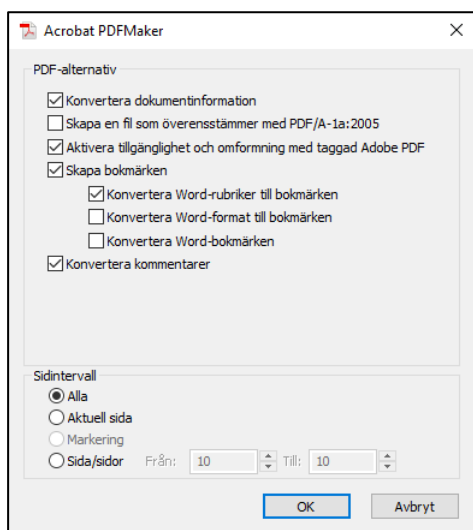 Acrobat PDFMaker
PDF-alternativ
Konvertera dokumentinformation
Skapa en fil som överensstämmer med PDF/A-1a:2005
Aktivera tillgänglighet och omformning med taggad Adobe PDF
Skapa bokmärken
Konvertera Word-rubriker till bokmärken
Konvertera Word-format till bokmärken
Konvertera Word-bokmärken
Konvertera kommentarer
Sidintervall
Alla
Aktuell sida
Markering
Sida/sidor Från: 10 Till: 10
OK Avbryt